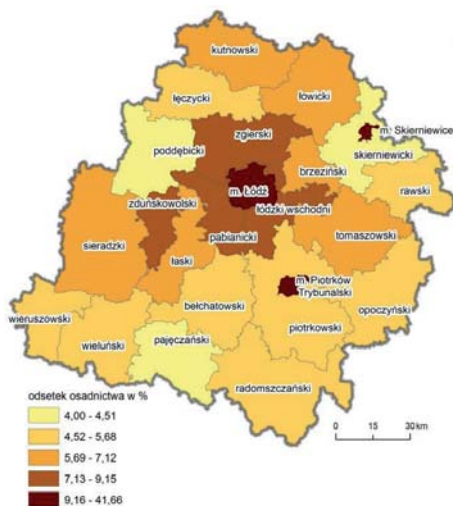 kutnowski
łęczycki
łowicki
zgierski
m. Skierniewice
poddębicki
skierniewicki
brzeziński
m. Łódź
rawski
zduńskowolski
łódzki wschodni
sieradzki
pabianicki
tomaszowski
łaski
m. Piotrków
Trybunalski
bełchatowski
opoczyński
wieruszowski
piotrkowski
wieluński
pajęczański
radomszczański
odsetek osadnictwa w %
4,00 - 4,51
4,52 - 5,68
5,69 - 7,12
7,13 - 9,15
9,16 - 41,66
0 15 30 km